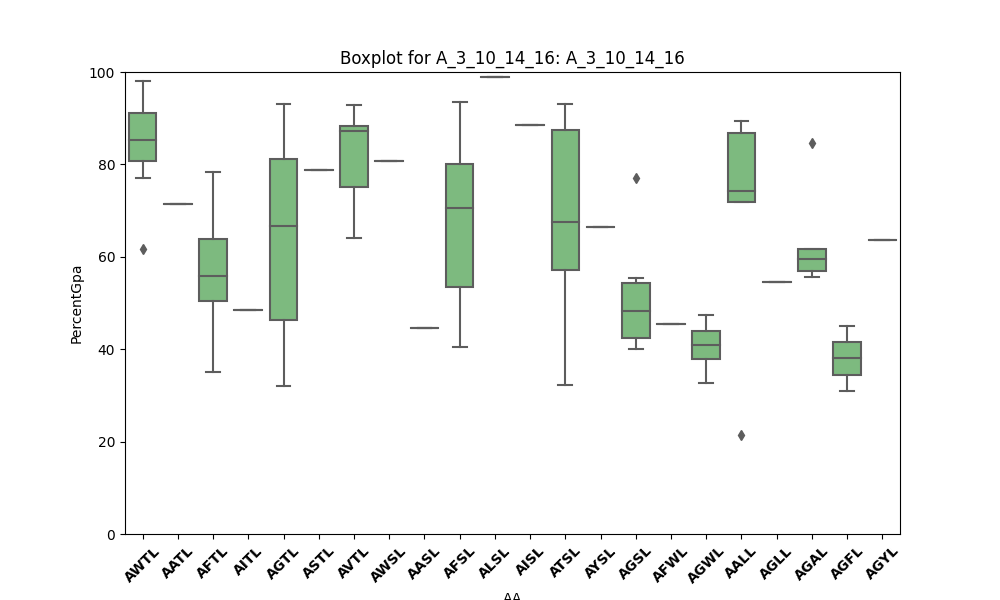 Boxplot for A_3_10_14_16: A_3_10_14_16
100
80
60
40
20
0
PercentGpa
AWTL AATL AFTL AITL AGTL ASTL AVTL AWSL AASL AFSL ALSL AISL ATSL AYSL AGSL AFWL AGWL AALL AGLL AGAL AGFL AGYL
AA